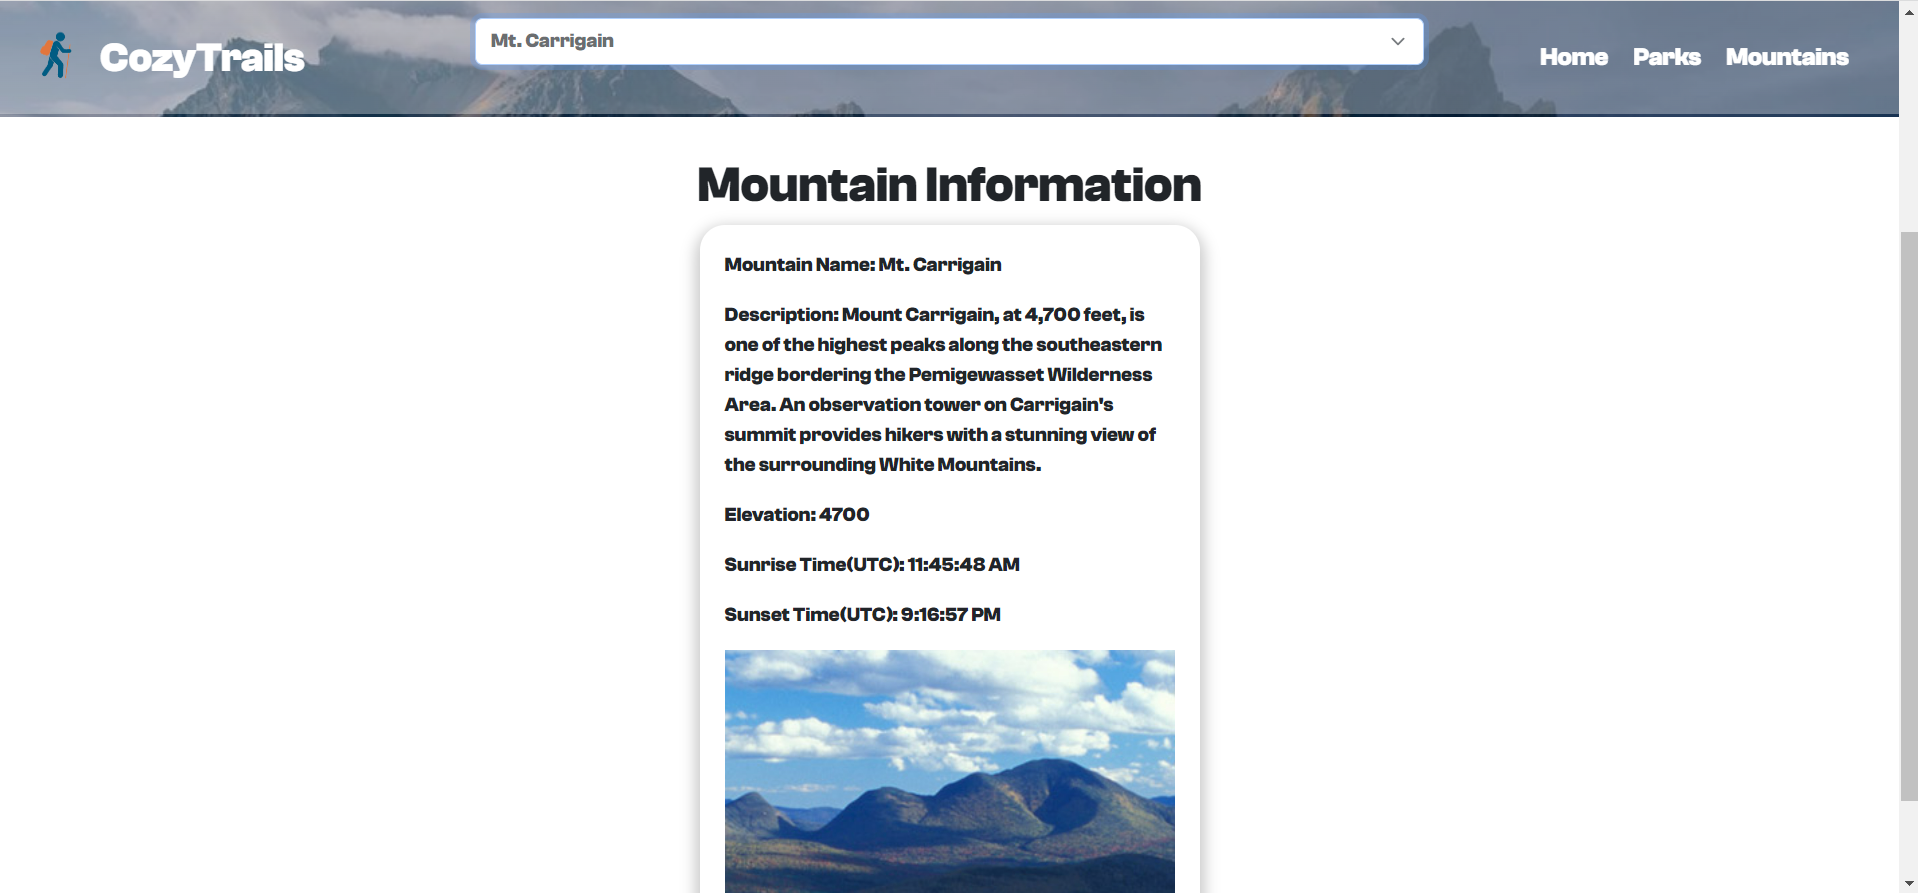 CozyTrails
Mt. Carrigain
Home Parks Mountains
Mountain Information
Mountain Name: Mt. Carrigain
Description: Mount Carrigain, at 4,700 feet, is
one of the highest peaks along the southeastern
ridge bordering the Pemigewasset Wilderness
Area. An observation tower on Carrigain's
summit provides hikers with a stunning view of
the surrounding White Mountains.
Elevation: 4700
Sunrise Time(UTC): 11:45:48 AM
Sunset Time(UTC): 9:16:57 PM